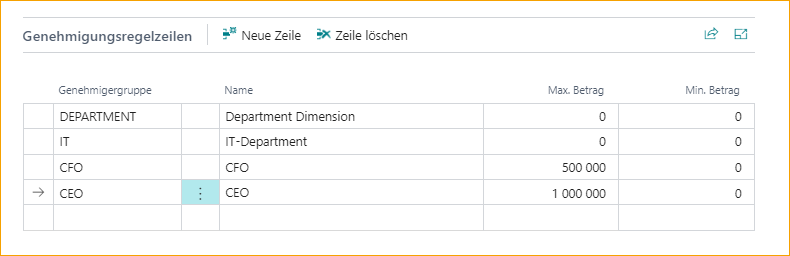 Genehmigungsregelzeilen Neue Zeile Zeile löschen
Genehmigergruppe Name Max. Betrag Min. Betrag
DEPARTMENT Department Dimension 0 0
IT IT-Department 0 0
CFO CFO 500 000 0
CEO CEO 1 000 000 0